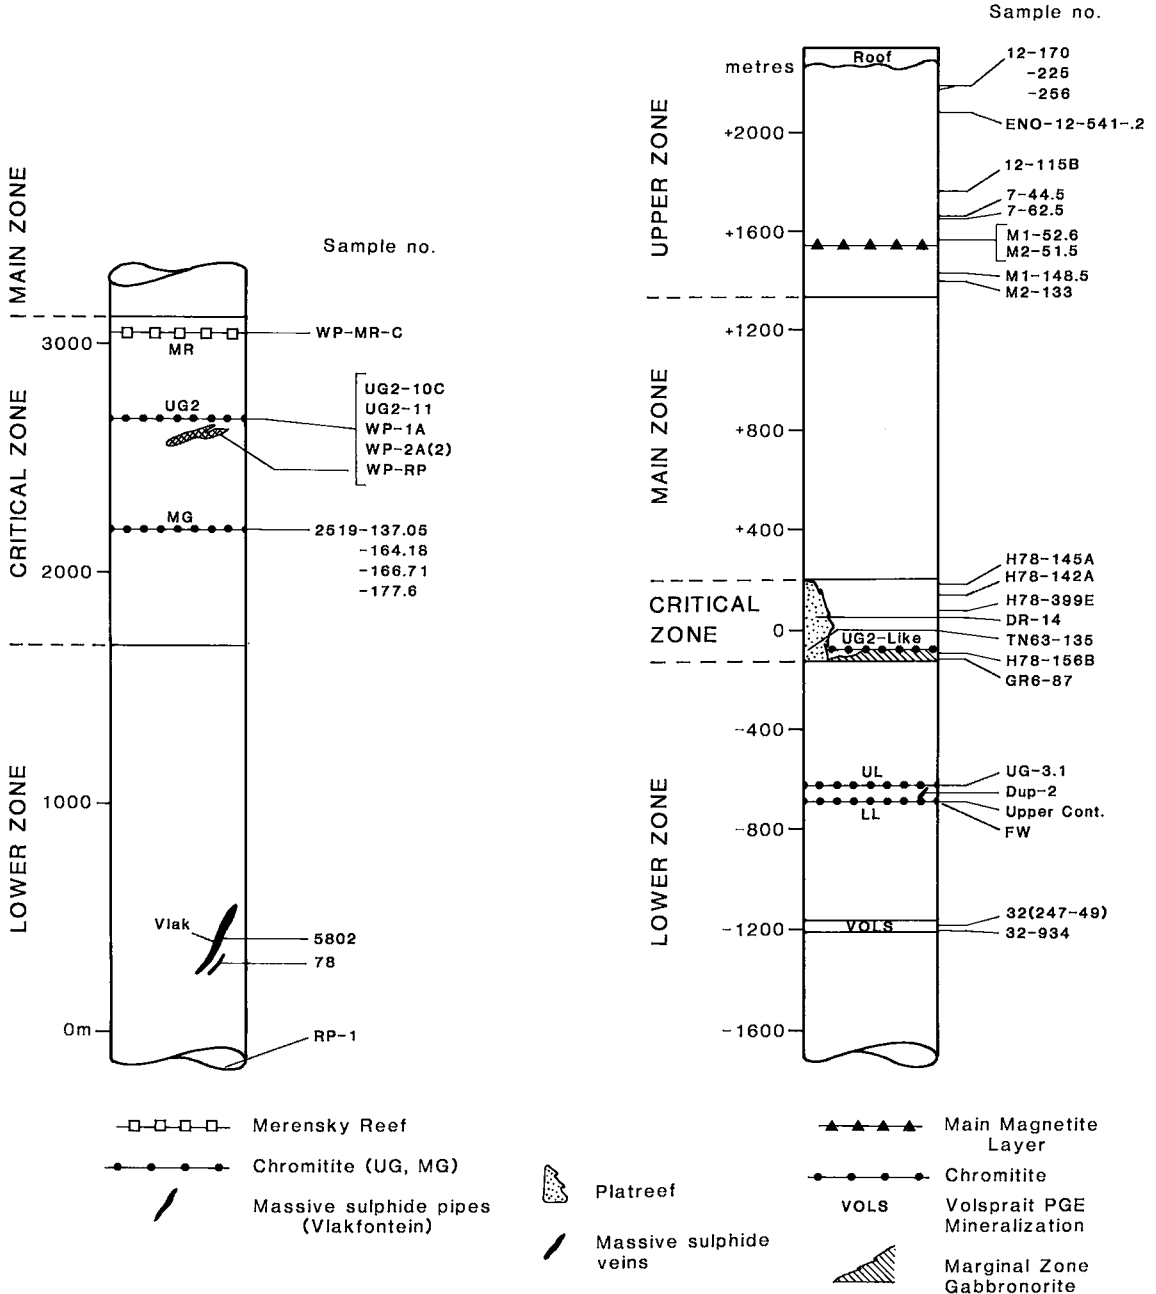 Sample no.
MAIN ZONE
CRITICAL ZONE
LOWER ZONE
3000
2000
1000
0m
MR
UG2
MG
Vlak
WP-MR-C
UG2-10C
UG2-11
WP-1A
WP-2A(2)
WP-RP
2519-137.05
-164.18
-166.71
-177.6
5802
78
RP-1
Sample no.
metres
UPPER ZONE
MAIN ZONE
CRITICAL
ZONE
LOWER ZONE
+2000
+1600
+1200
+800
+400
0
-400
-800
-1200
-1600
Roof
UG2-Like
UL
LL
VOLS
12-170
-225
-256
ENO-12-541-.2
12-115B
7-44.5
7-62.5
M1-52.6
M2-51.5
M1-148.5
M2-133
H78-145A
H78-142A
H78-399E
DR-14
TN63-135
H78-156B
GR6-87
UG-3.1
Dup-2
Upper Cont.
FW
32(247-49)
32-934
Merensky Reef
Chromitite (UG, MG)
Massive sulphide pipes
(Vlakfontein)
Platreef
Massive sulphide
veins
Main Magnetite
Layer
Chromitite
VOLS Volsprait PGE
Mineralization
Marginal Zone
Gabbronorite